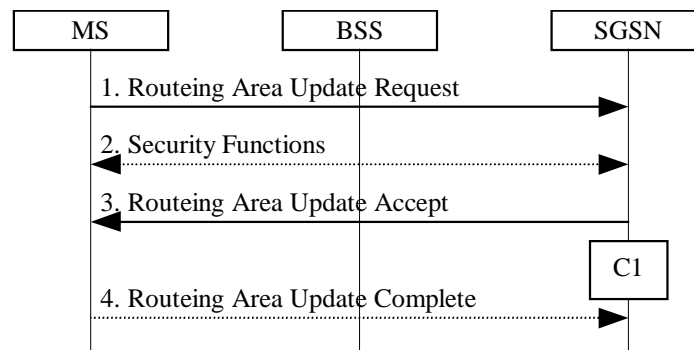 MS
BSS
SGSN
1. Routeing Area Update Request
2. Security Functions
3. Routeing Area Update Accept
C1
4. Routeing Area Update Complete